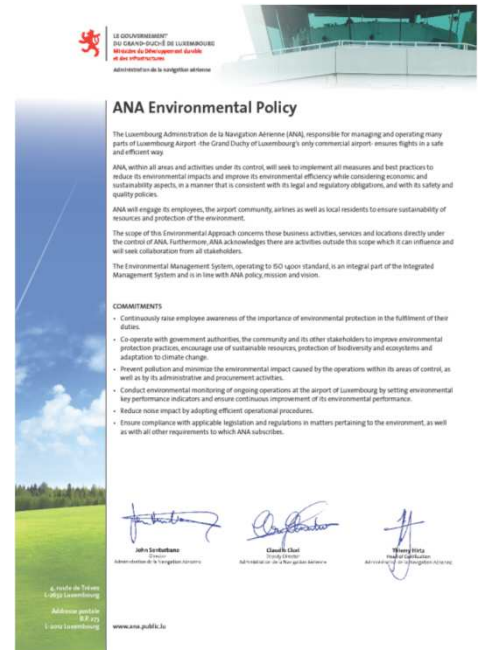 LE GOUVERNEMENT
DU GRAND-DUCHÉ DE LUXEMBOURG
Ministère du Développement durable
et des Infrastructures
Administration de la navigation aérienne
ANA Environmental Policy
The Luxembourg Administration de la Navigation Aérienne (ANA), responsible for managing and operating many
parts of Luxembourg Airport -the Grand Duchy of Luxembourg's only commercial airport- ensures flights in a safe
and efficient way.
ANA, within all areas and activities under its control, will seek to implement all measures and best practices to
reduce its environmental impacts and improve its environmental efficiency while considering economic and
sustainability aspects, in a manner that is consistent with its legal and regulatory obligations, and with its safety and
quality policies.
ANA will engage its employees, the airport community, airlines as well as local residents to ensure sustainability of
resources and protection of the environment.
The scope of this Environmental Approach concerns those business activities, services and locations directly under
the control of ANA. Furthermore, ANA acknowledges there are activities outside this scope which it can influence and
will seek collaboration from all stakeholders.
The Environmental Management System, operating to ISO 14001 standard, is an integral part of the Integrated
Management System and is in line with ANA policy, mission and vision.
COMMITMENTS
• Continuously raise employee awareness of the importance of environmental protection in the fulfilment of their
duties.
• Co-operate with government authorities, the community and its other stakeholders to improve environmental
protection practices, encourage use of sustainable resources, protection of biodiversity and ecosystems and
adaptation to climate change.
• Prevent pollution and minimize the environmental impact caused by the operations within its areas of control, as
well as by its administrative and procurement activities.
• Conduct environmental monitoring of ongoing operations at the airport of Luxembourg by setting environmental
key performance indicators and ensure continuous improvement of its environmental performance.
• Reduce noise impact by adopting efficient operational procedures.
• Ensure compliance with applicable legislation and regulations in matters pertaining to the environment, as well
as with all other requirements to which ANA subscribes.
John Santurbano
Director
Administration de la Navigation Aérienne
Claudio Clori
Deputy Director
Administration de la Navigation Aérienne
Thierry Hirtz
Head of Certification
Administration de la Navigation Aérienne
4, route de Trèves
L-2632 Luxembourg
Addresse postale
B.P. 273
L-2012 Luxembourg
www.ana.public.lu